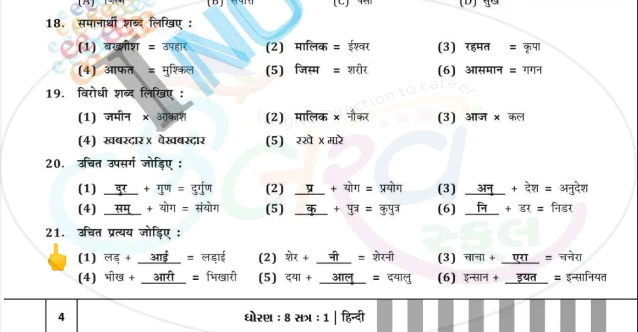 18. समानार्थी शब्द लिखिए :
(1) बख्शीश = उपहार (2) मालिक = ईश्वर (3) रहमत = कृपा
(4) आफत = मुश्किल (5) जिस्म = शरीर (6) आसमान = गगन
19. विरोधी शब्द लिखिए :
(1) जमीन × आकाश (2) मालिक × नौकर (3) आज × कल
(4) खबरदार x बेखबरदार (5) रखे x मारे
20. उचित उपसर्ग जोड़िए :
(1) दुर + गुण = दुर्गुण (2) प्र + योग = प्रयोग (3) अनु + देश = अनुदेश
(4) सम् + योग = संयोग (5) कु + पुत्र = कुपुत्र (6) नि + डर = निडर
21. उचित प्रत्यय जोड़िए :
(1) लड़ + आई = लड़ाई (2) शेर + नी = शेरनी (3) चाचा + एरा = चचेरा
(4) भीख + आरी = भिखारी (5) दया + आलु = दयालु (6) इन्सान + इयत = इन्सानियत
4 ધોરણ : 8 સત્ર : 1 | हिन्दी